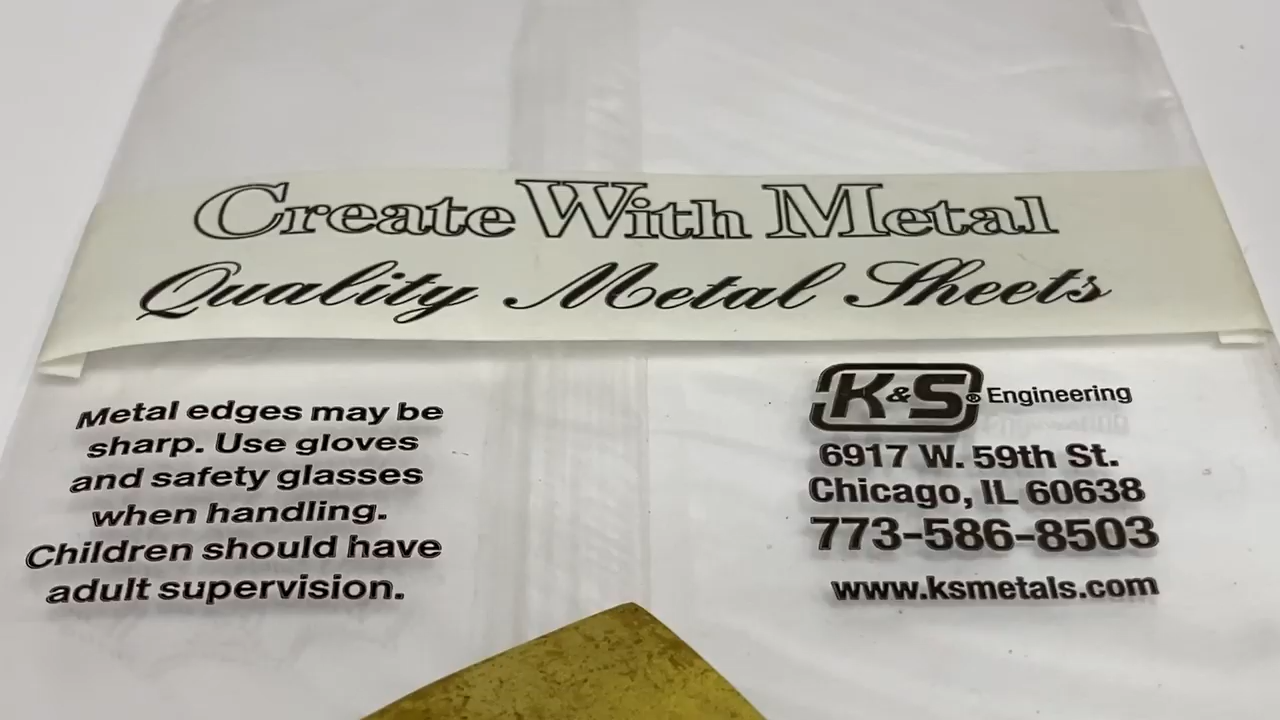 Create With Metal
Quality Metal Sheets
Metal edges may be
sharp. Use gloves
and safety glasses
when handling.
Children should have
adult supervision.
K&S® Engineering
6917 W. 59th St.
Chicago, IL 60638
773-586-8503
www.ksmetals.com